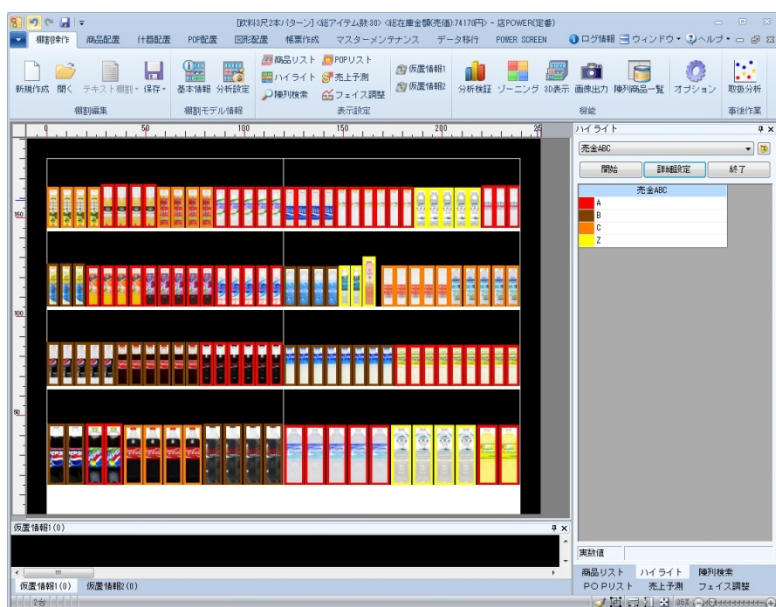 [飲料3尺2本パターン] <総アイテム数:30> <総在庫金額(売価):74170円> - 店POWER(定番)
棚割操作 商品配置 什器配置 POP配置 図形配置 帳票作成 マスターメンテナンス データ移行 POWER SCREEN ログ情報 ウィンドウ ヘルプ
商品リスト POPリスト
ハイライト 売上予測
陳列検索 フェイス調整
仮置情報1
仮置情報2
新規作成 開く テキスト棚割 保存 基本情報 分析設定 分析検証 ゾーニング 3D表示 画像出力 陳列商品一覧 オプション 取扱分析
棚割編集 棚割モデル情報 表示設定 機能 事後作業
0 50 100 150 200 25
150
100
50
ハイライト
売金ABC
開始 詳細設定 終了
売金ABC
A
B
C
Z
仮置情報1(0)
仮置情報1(0) 仮置情報2(0)
実数値
商品リスト ハイライト 陳列検索
POPリスト 売上予測 フェイス調整
2台